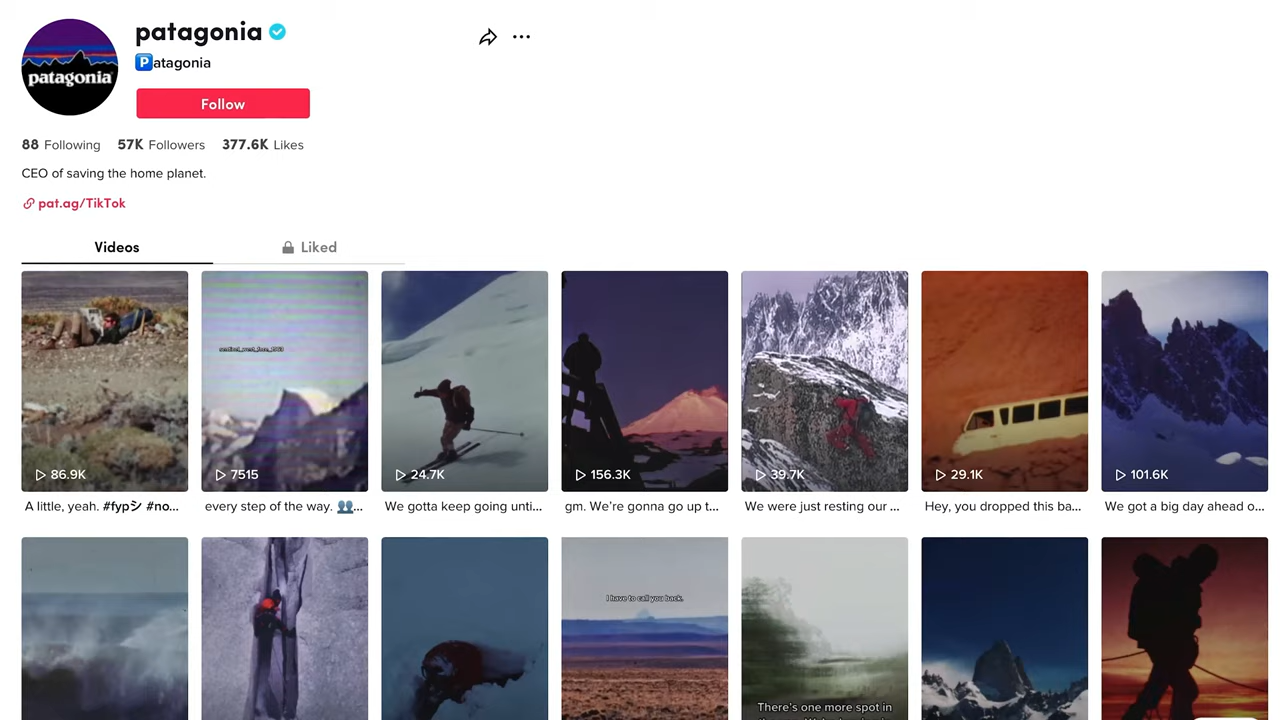 patagonia
patagonia
🅿️atagonia
Follow
88 Following 57K Followers 377.6K Likes
CEO of saving the home planet.
pat.ag/TikTok
Videos
Liked
sentinel_west_face_1968
86.9K
7515
24.7K
156.3K
39.7K
29.1K
101.6K
A little, yeah. #fypシ #no...
every step of the way. 👥...
We gotta keep going unti...
gm. We're gonna go up t...
We were just resting our ...
Hey, you dropped this ba...
We got a big day ahead o...
I have to call you back.
There's one more spot in